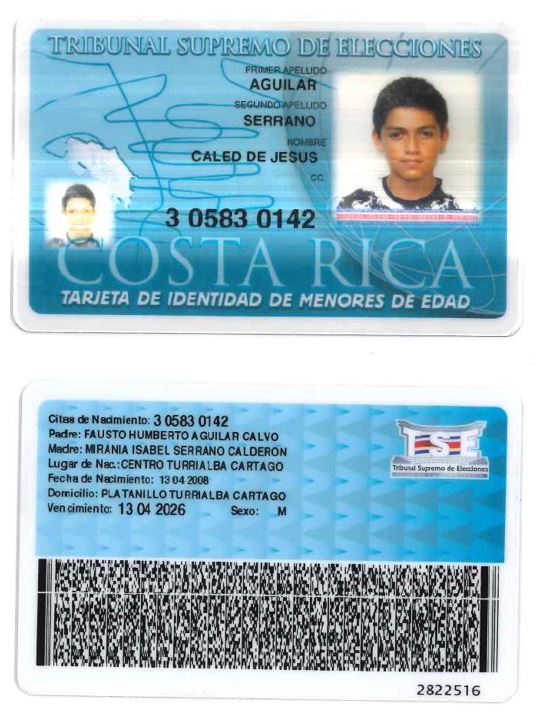 TRIBUNAL SUPREMO DE ELECCIONES
PRIMER APELLIDO
AGUILAR
SEGUNDO APELLIDO
SERRANO
NOMBRE
CALED DE JESUS
CC.
3 0583 0142
COSTA RICA
TARJETA DE IDENTIDAD DE MENORES DE EDAD
Citas de Nacimiento: 3 0583 0142
Padre: FAUSTO HUMBERTO AGUILAR CALVO
Madre: MIRANIA ISABEL SERRANO CALDERON
Lugar de Nac.:CENTRO TURRIALBA CARTAGO
Fecha de Nacimiento: 13 04 2008
Domicilio: PLATANILLO TURRIALBA CARTAGO
Vencimiento: 13 04 2026 Sexo: M
TSE
Tribunal Supremo de Elecciones
2822516